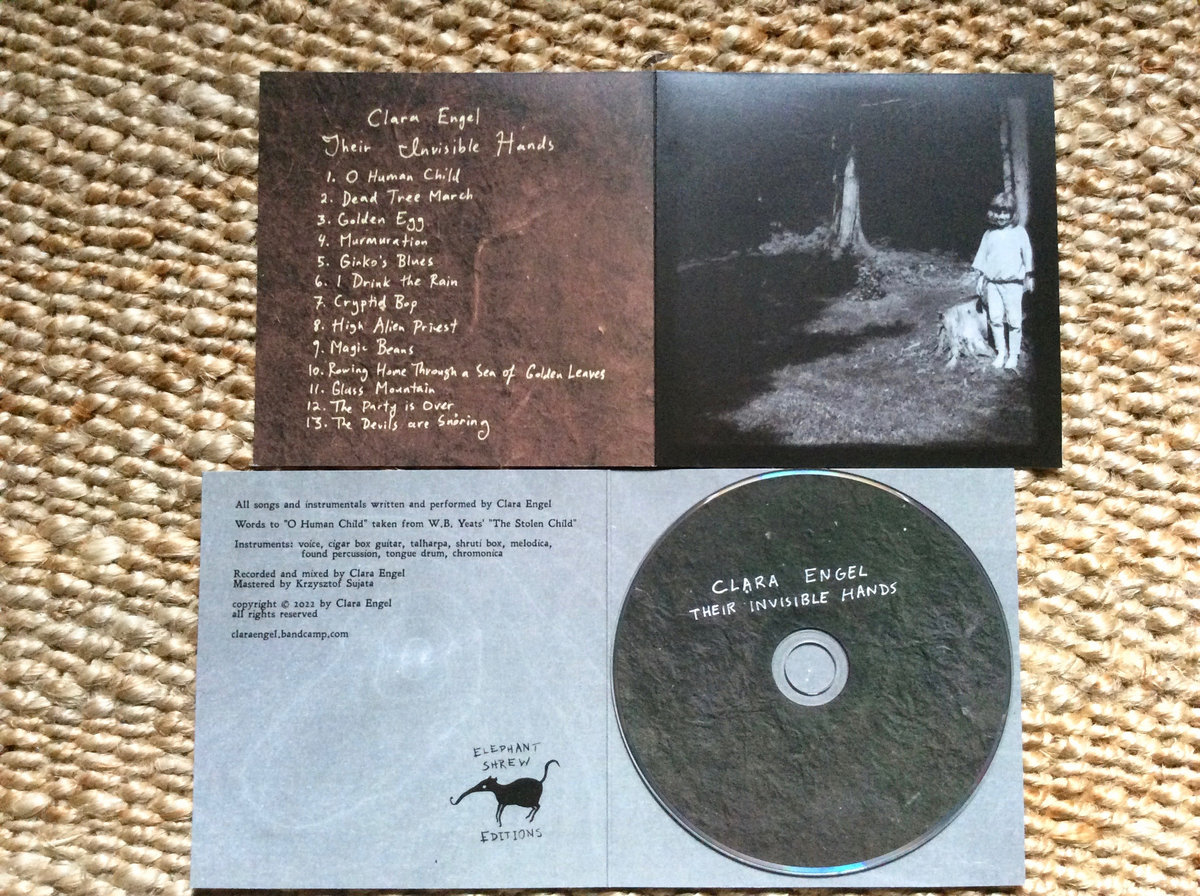 Clara Engel
Their Invisible Hands
1. O Human Child
2. Dead Tree March
3. Golden Egg
4. Murmuration
5. Ginko's Blues
6. I Drink the Rain
7. Cryptid Bop
8. High Alien Priest
9. Magic Beans
10. Rowing Home Through a Sea of Golden Leaves
11. Glass Mountain
12. The Party is Over
13. The Devils are Snoring
All songs and instrumentals written and performed by Clara Engel
Words to "O Human Child" taken from W.B. Yeats' "The Stolen Child"
Instruments: voice, cigar box guitar, talharpa, shruti box, melodica,
found percussion, tongue drum, chromonica
Recorded and mixed by Clara Engel
Mastered by Krzysztof Sujata
copyright © 2022 by Clara Engel
all rights reserved
claraengel.bandcamp.com
ELEPHANT
SHREW
EDITIONS
CLARA ENGEL
THEIR INVISIBLE HANDS